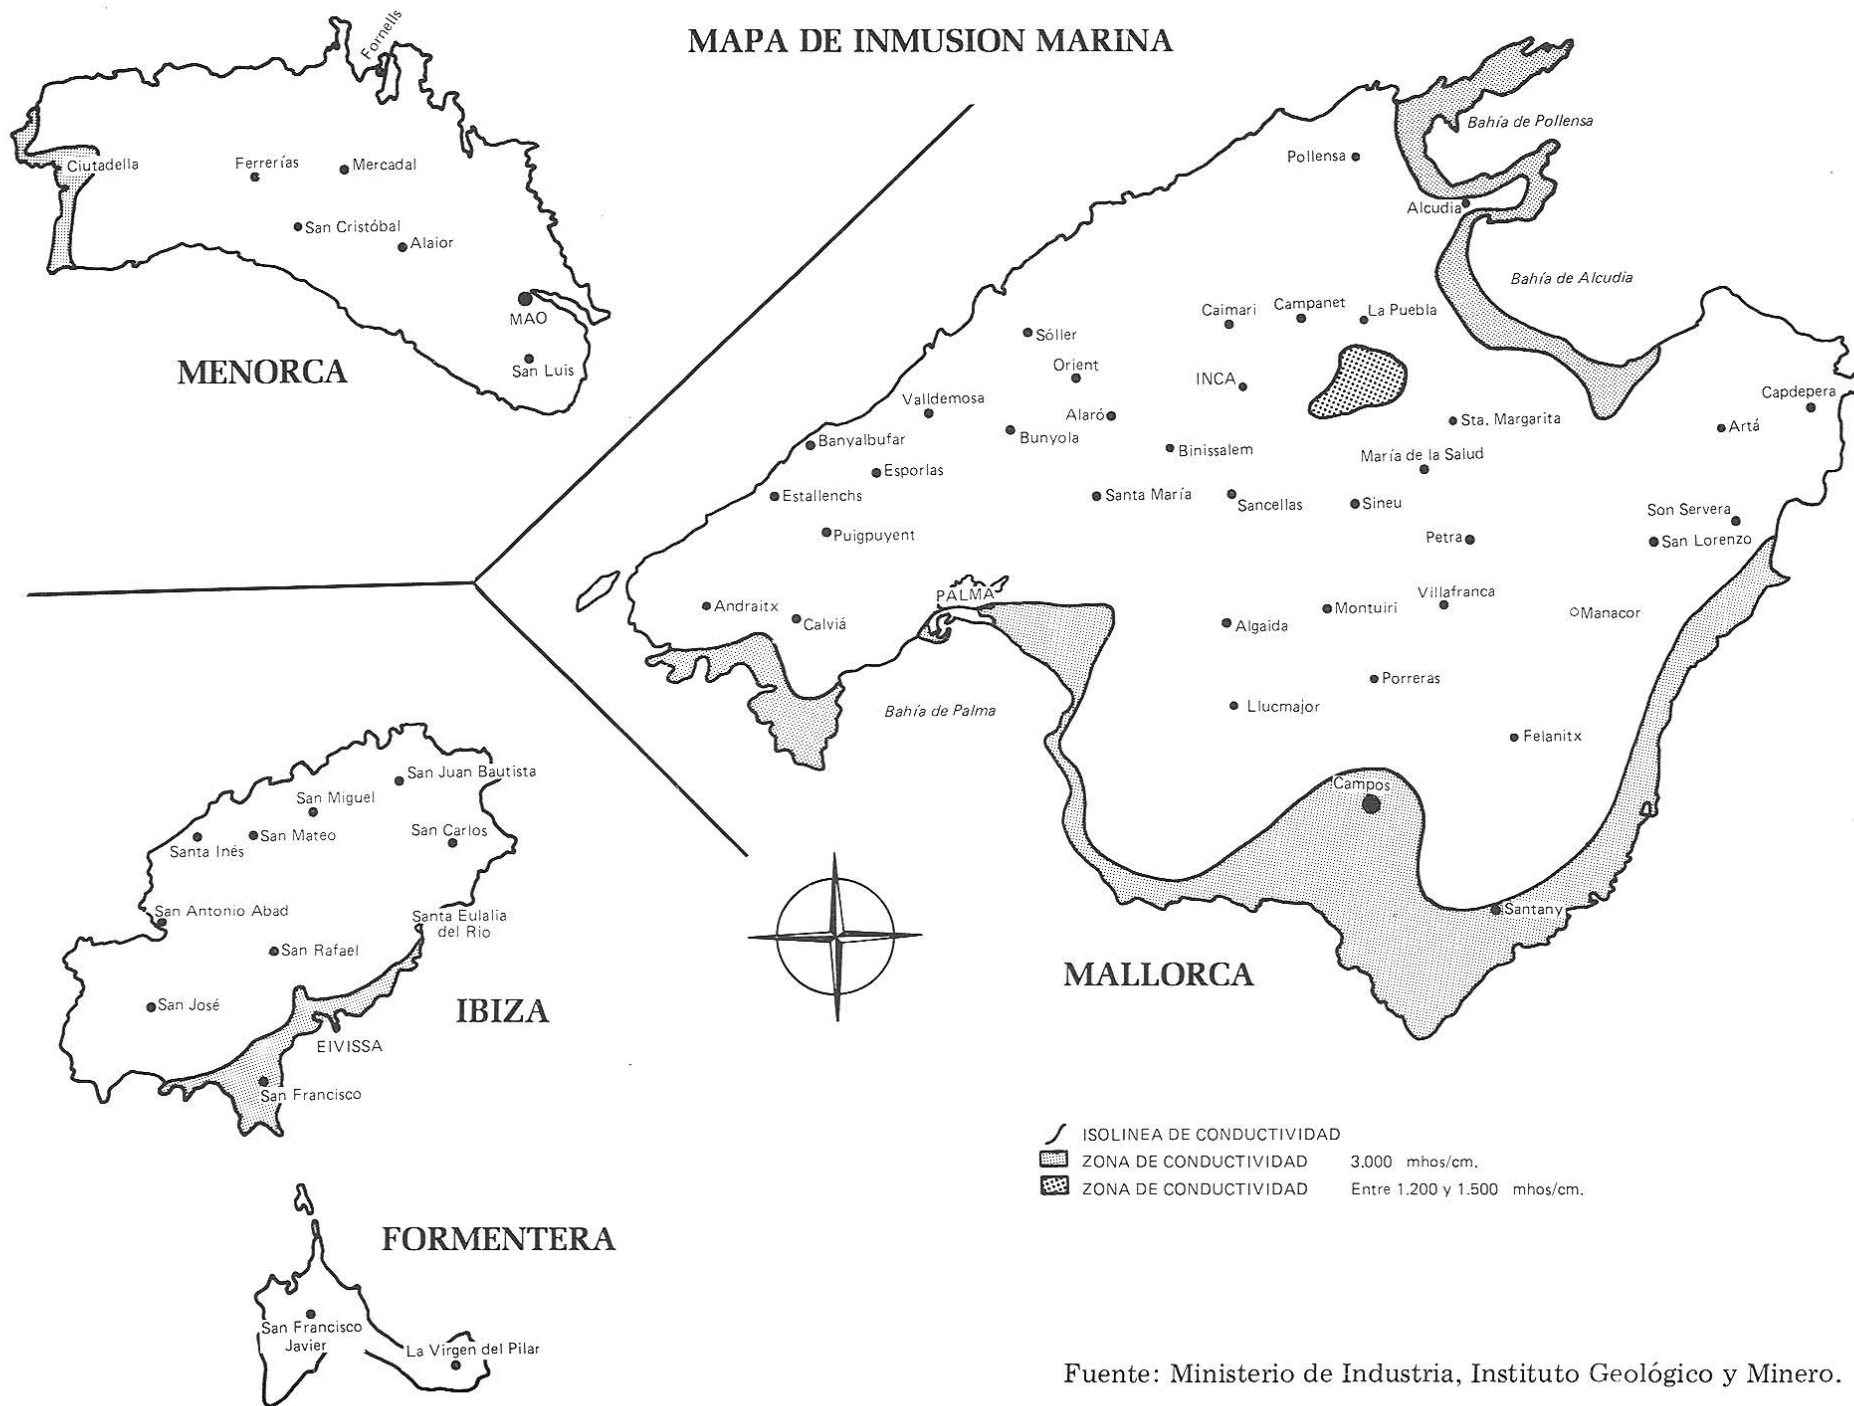 MAPA DE INMUSION MARINA
Fornells
Ciutadella
Ferrerías
Mercadal
San Cristóbal
Alaior
MAO
San Luis
MENORCA
Bahía de Pollensa
Pollensa
Alcudia
Bahía de Alcudia
Caimari
Campanet
La Puebla
Sóller
Orient
INCA
Valldemosa
Alaró
Capdepera
Banyalbufar
Bunyola
Sta. Margarita
Artá
Esporlas
Binissalem
María de la Salud
Estallenchs
Santa María
Sancellas
Sineu
Son Servera
Puigpuyent
Petra
San Lorenzo
PALMA
Villafranca
Andraitx
Calviá
Algaida
Montuiri
Manacor
Porreras
Bahía de Palma
Llucmajor
Felanitx
Campos
Santany
MALLORCA
San Juan Bautista
San Miguel
San Mateo
San Carlos
Santa Inés
San Antonio Abad
Santa Eulalia
del Rio
San Rafael
San José
IBIZA
EIVISSA
San Francisco
ISOLINEA DE CONDUCTIVIDAD
ZONA DE CONDUCTIVIDAD 3.000 mhos/cm.
ZONA DE CONDUCTIVIDAD Entre 1.200 y 1.500 mhos/cm.
FORMENTERA
San Francisco
Javier
La Virgen del Pilar
Fuente: Ministerio de Industria, Instituto Geológico y Minero.